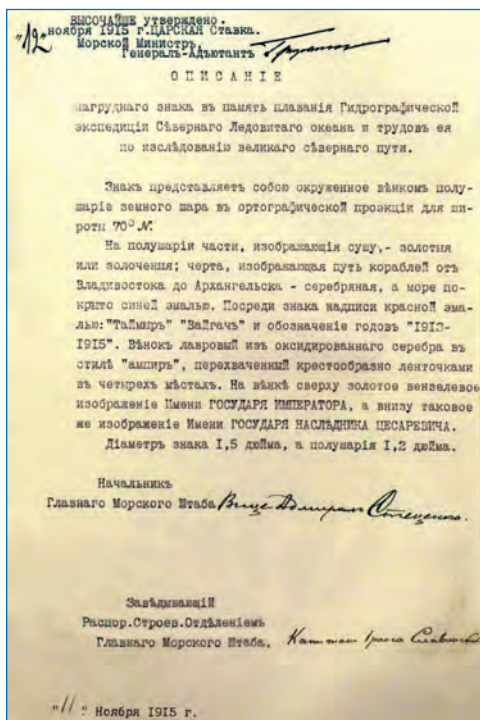 ВЫСОЧАЙШЕ утверждено.
"12" ноября 1915 г. ЦАРСКАЯ Ставка.
Морской Министръ,
Генералъ-Адъютантъ Григорович
ОПИСАНІЕ
нагруднаго знака въ память плаванія Гидрографической
экспедиціи Сѣвернаго Ледовитаго океана и трудовъ ея
по изслѣдованію великаго сѣвернаго пути.
Знакъ представляетъ собою окруженное вѣнкомъ полу-
шаріе земного шара въ ортографической проэкціи для ши-
роты 70° N.
На полушаріи части, изображающія сушу,- золотыя
или золоченыя; черта, изображающая путь кораблей отъ
Владивостока до Архангельска - серебряная, а море по-
крыто синей эмалью. Посреди знака надписи красной эма-
лью: "Таймыръ" "Вайгачъ" и обозначеніе годовъ "1913-
1915". Вѣнокъ лавровый изъ оксидированнаго серебра въ
стилѣ "ампиръ", перехваченный крестообразно ленточками
въ четырехъ мѣстахъ. На вѣнкѣ сверху золотое вензелевое
изображеніе Имени ГОСУДАРЯ ИМПЕРАТОРА, а внизу таковое
же изображеніе Имени ГОСУДАРЯ НАСЛѢДНИКА ЦЕСАРЕВИЧА.
Діаметръ знака 1,5 дюйма, а полушарія 1,2 дюйма.
Начальникъ
Главнаго Морского Штаба, Вице-Адмиралъ Стеценко.
Завѣдывающій
Распор.Строев.Отдѣленіемъ
Главнаго Морского Штаба, Капитанъ 1 ранга
"11" Ноября 1915 г.